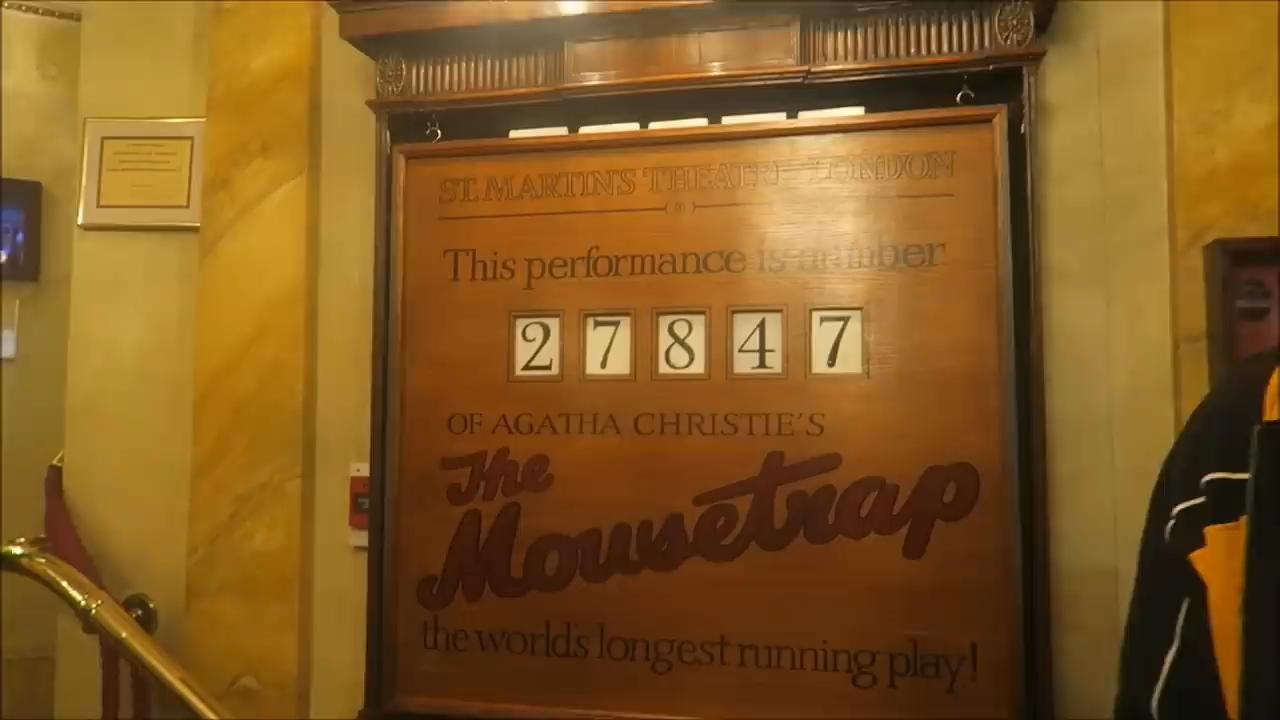 ST. MARTIN'S THEATRE LONDON
This performance is number
27847
OF AGATHA CHRISTIE'S
The
Mousetrap
the world's longest running play!